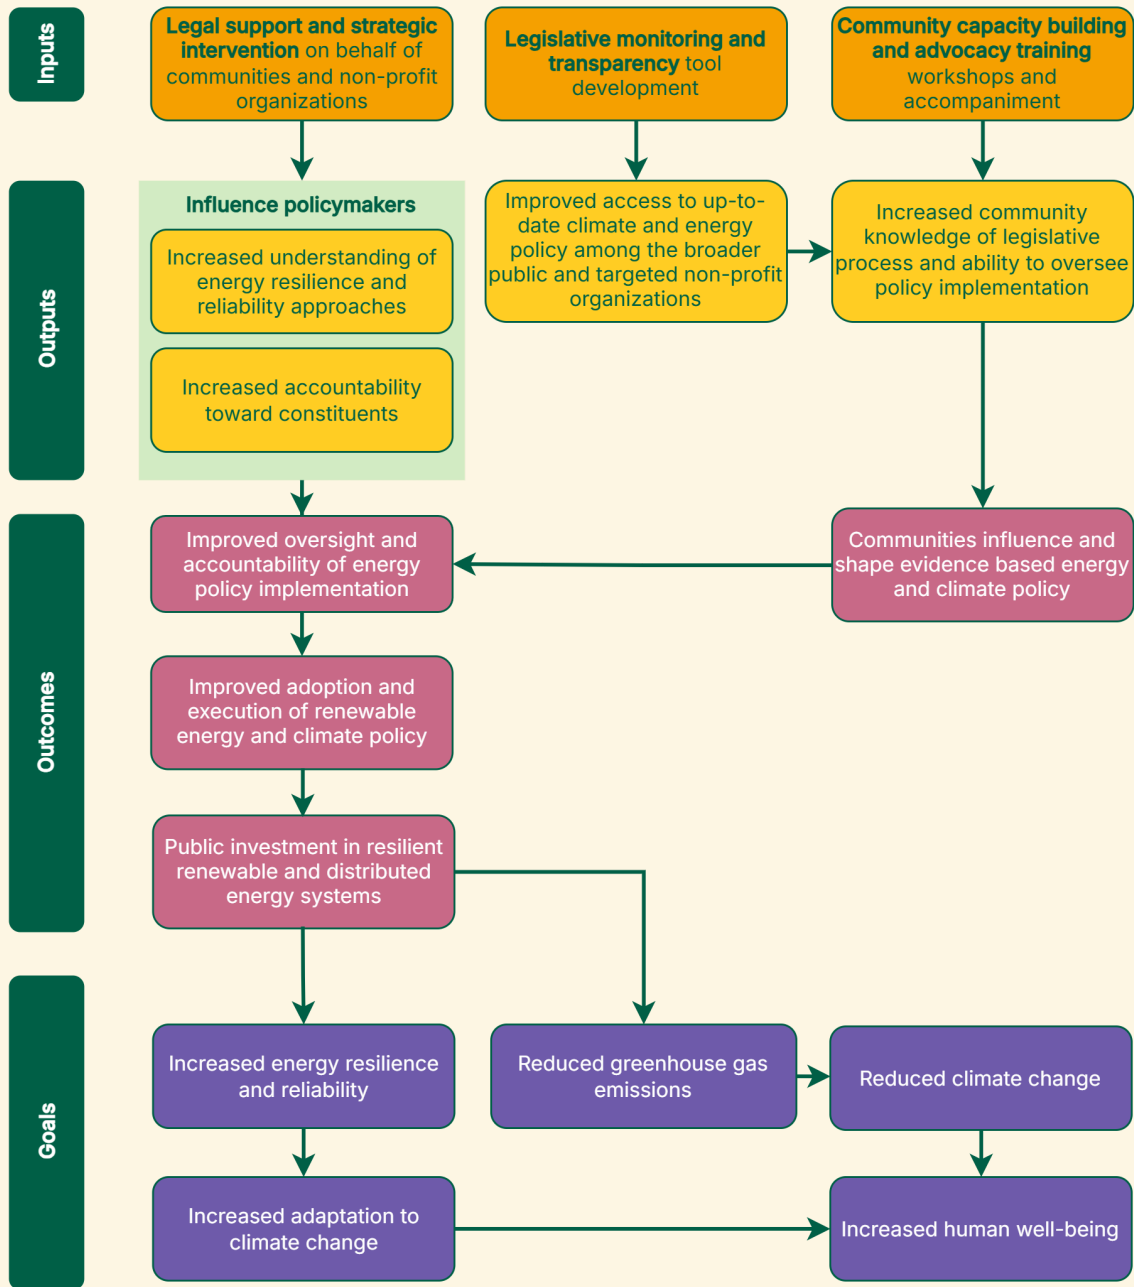 Inputs
Legal support and strategic
intervention on behalf of
communities and non-profit
organizations
Legislative monitoring and
transparency tool
development
Community capacity building
and advocacy training
workshops and
accompaniment
Outputs
Influence policymakers
Increased understanding of
energy resilience and
reliability approaches
Increased accountability
toward constituents
Improved access to up-to-
date climate and energy
policy among the broader
public and targeted non-profit
organizations
Increased community
knowledge of legislative
process and ability to oversee
policy implementation
Outcomes
Improved oversight and
accountability of energy
policy implementation
Communities influence and
shape evidence based energy
and climate policy
Improved adoption and
execution of renewable
energy and climate policy
Public investment in resilient
renewable and distributed
energy systems
Goals
Increased energy resilience
and reliability
Reduced greenhouse gas
emissions
Reduced climate change
Increased adaptation to
climate change
Increased human well-being